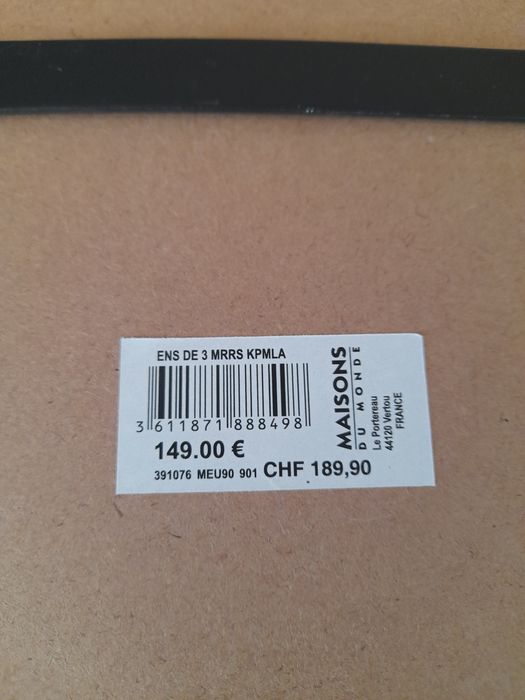 ENS DE 3 MRRS KPMLA
3 611871 888498
149.00 €
391076 MEU90 901 CHF 189,90
MAISONS
DU MONDE
Le Portereau
44120 Vertou
FRANCE